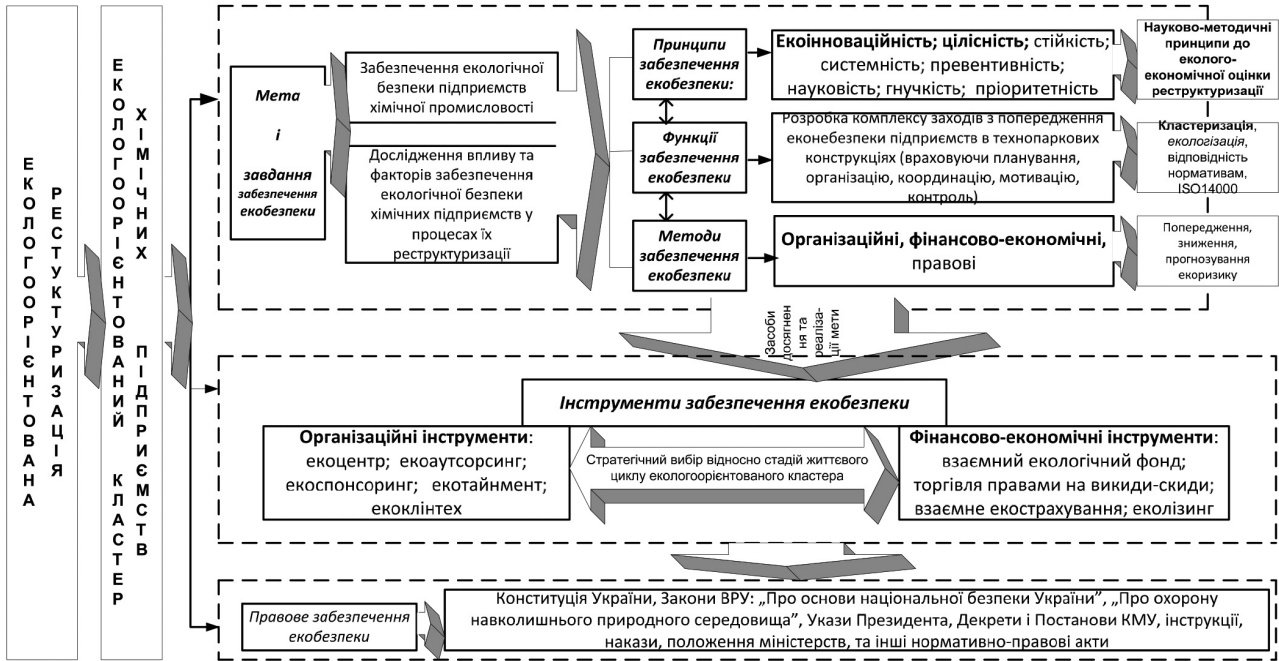 ЕКОЛОГООРІЄНТОВАНА
РЕСТРУКТУРИЗАЦІЯ
ЕКОЛОГООРІЄНТОВАНИЙ КЛАСТЕР
ХІМІЧНИХ ПІДПРИЄМСТВ
Мета
і
завдання
забезпечення
екобезпеки
Забезпечення екологічної
безпеки підприємств
хімічної промисловості
Дослідження впливу та
факторів забезпечення
екологічної безпеки
хімічних підприємств у
процесах їх
реструктуризації
Принципи
забезпечення
екобезпеки:
Екоінноваційність; цілісність; стійкість;
системність; превентивність;
науковість; гнучкість; пріоритетність
Науково-методичні
принципи до
еколого-
економічної оцінки
реструктуризації
Функції
забезпечення
екобезпеки
Розробка комплексу заходів з попередження
еконебезпеки підприємств в технопаркових
конструкціях (враховуючи планування,
організацію, координацію, мотивацію,
контроль)
Кластеризація,
екологізація,
відповідність
нормативам,
ISO14000
Методи
забезпечення
екобезпеки
Організаційні, фінансово-економічні,
правові
Попередження,
зниження,
прогнозування
екоризику
Засоби
досягнен
ня та
реаліза-
ції мети
Інструменти забезпечення екобезпеки
Організаційні інструменти:
екоцентр; екоаутсорсинг;
екоспонсоринг; екотайнмент;
екоклінтех
Стратегічний вибір відносно стадій життєвого
циклу екологоорієнтованого кластера
Фінансово-економічні інструменти:
взаємний екологічний фонд;
торгівля правами на викиди-скиди;
взаємне екострахування; еколізинг
Правове забезпечення
екобезпеки
Конституція України, Закони ВРУ: „Про основи національної безпеки України”, „Про охорону
навколишнього природного середовища”, Укази Президента, Декрети і Постанови КМУ, інструкції,
накази, положення міністерств, та інші нормативно-правові акти